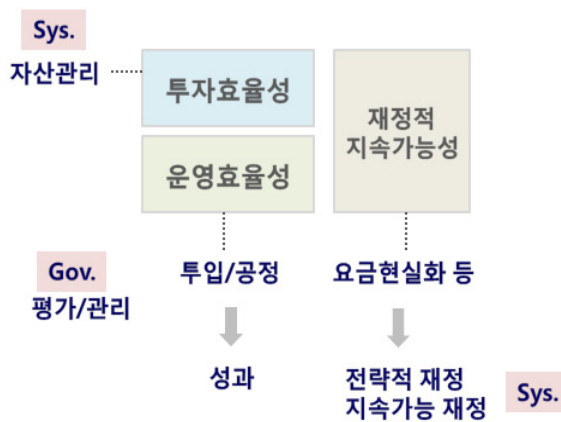 Sys.
자산관리
투자효율성
재정적
지속가능성
운영효율성
Gov.
평가/관리
투입/공정
요금현실화 등
성과
전략적 재정
지속가능 재정
Sys.